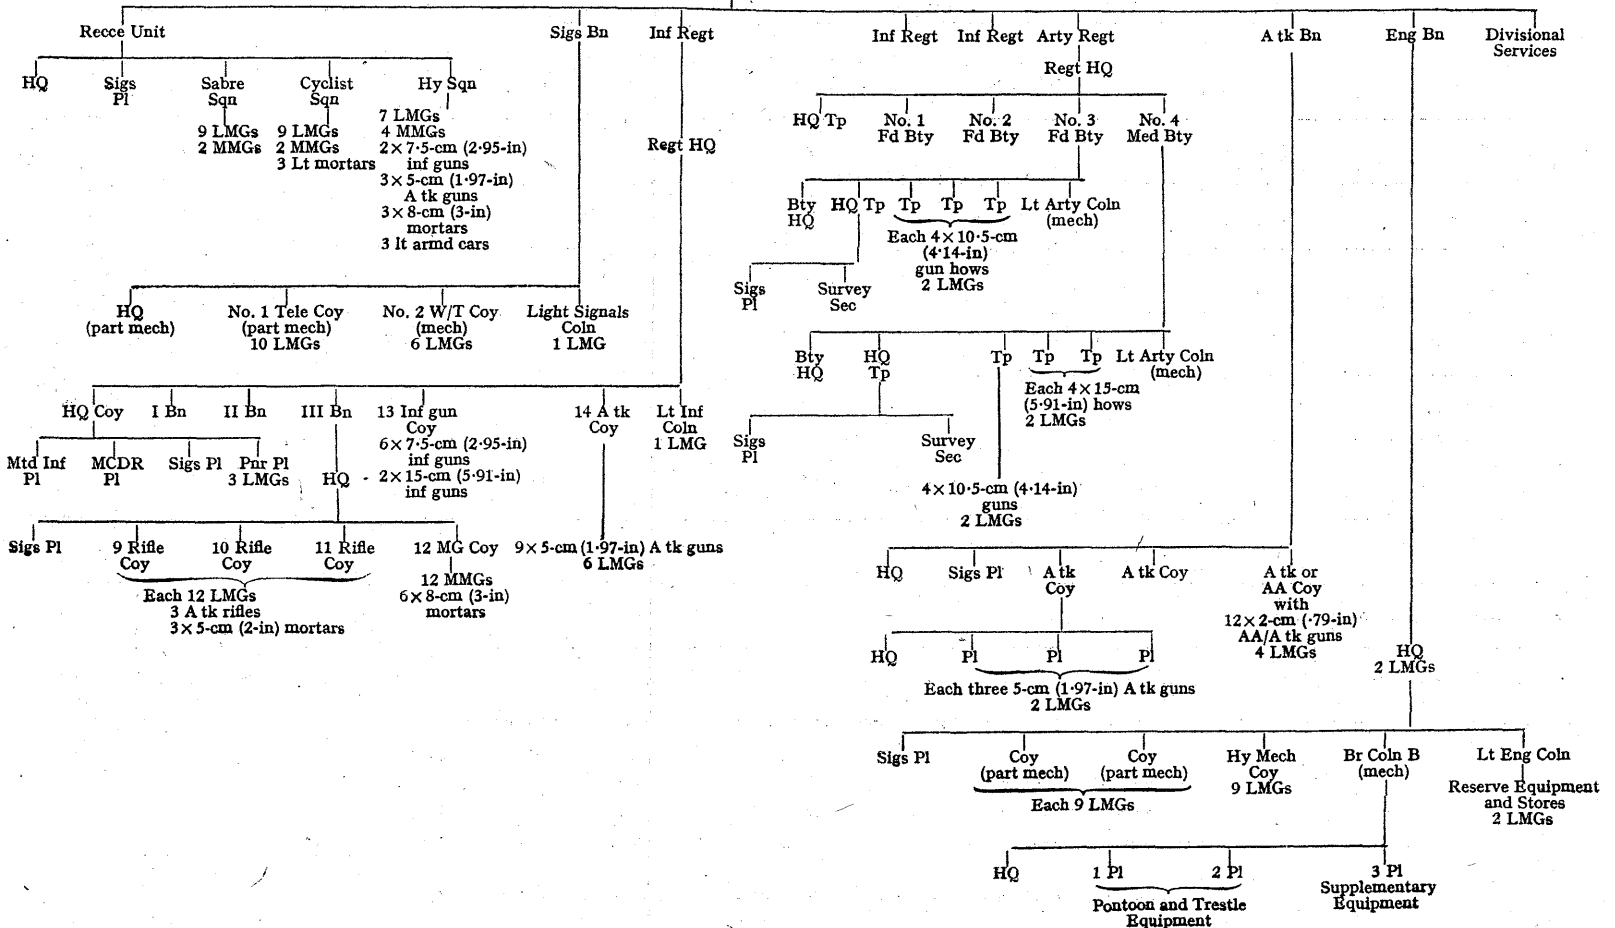 Recce Unit
Sigs Bn
Inf Regt
Inf Regt
Inf Regt
Arty Regt
A tk Bn
Eng Bn
Divisional
Services
HQ
Sigs
Pl
Sabre
Sqn
9 LMGs
2 MMGs
Cyclist
Sqn
9 LMGs
2 MMGs
3 Lt mortars
Hy Sqn
7 LMGs
4 MMGs
2×7·5-cm (2·95-in)
inf guns
3×5-cm (1·97-in)
A tk guns
3×8-cm (3-in)
mortars
3 lt armd cars
HQ
(part mech)
No. 1 Tele Coy
(part mech)
10 LMGs
No. 2 W/T Coy
(mech)
6 LMGs
Light Signals
Coln
1 LMG
Regt HQ
HQ Coy
I Bn
II Bn
III Bn
13 Inf gun
Coy
6×7·5-cm (2·95-in)
inf guns
2×15-cm (5·91-in)
inf guns
14 A tk
Coy
Lt Inf
Coln
1 LMG
Mtd Inf
Pl
MCDR
Pl
Sigs Pl
Pnr Pl
3 LMGs
HQ
Sigs Pl
9 Rifle
Coy
10 Rifle
Coy
11 Rifle
Coy
Each 12 LMGs
3 A tk rifles
3×5-cm (2-in) mortars
12 MG Coy
12 MMGs
6×8-cm (3-in)
mortars
9×5-cm (1·97-in) A tk guns
6 LMGs
Regt HQ
HQ Tp
No. 1
Fd Bty
No. 2
Fd Bty
No. 3
Fd Bty
No. 4
Med Bty
Bty
HQ
HQ Tp
Tp
Tp
Tp
Lt Arty Coln
(mech)
Each 4×10·5-cm
(4·14-in)
gun hows
2 LMGs
Sigs
Pl
Survey
Sec
Bty
HQ
HQ
Tp
Tp
Tp
Tp
Lt Arty Coln
(mech)
Each 4×15-cm
(5·91-in) hows
2 LMGs
Sigs
Pl
Survey
Sec
4×10·5-cm (4·14-in)
guns
2 LMGs
HQ
Sigs Pl
A tk
Coy
A tk Coy
A tk or
AA Coy
with
12×2-cm (·79-in)
AA/A tk guns
4 LMGs
HQ
Pl
Pl
Pl
Each three 5-cm (1·97-in) A tk guns
2 LMGs
HQ
2 LMGs
Sigs Pl
Coy
(part mech)
Coy
(part mech)
Each 9 LMGs
Hy Mech
Coy
9 LMGs
Br Coln B
(mech)
Lt Eng Coln
Reserve Equipment
and Stores
2 LMGs
HQ
1 Pl
2 Pl
Pontoon and Trestle
Equipment
3 Pl
Supplementary
Equipment